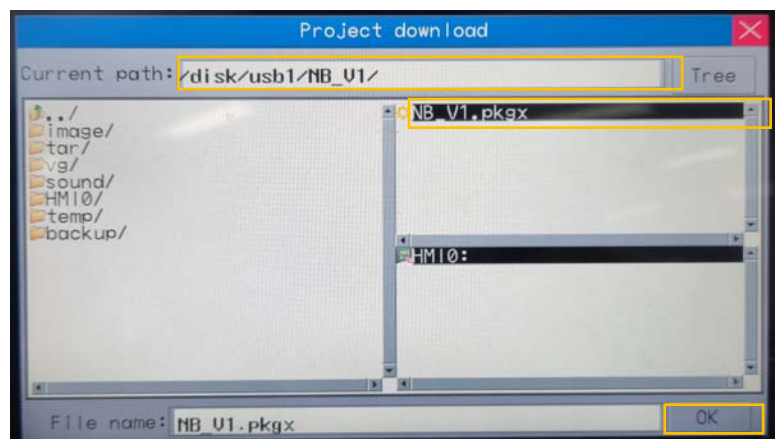 Project download
Current path: /disk/usb1/NB_V1/
Tree
../
image/
tar/
vg/
sound/
HMI0/
temp/
backup/
NB_V1.pkgx
HMI0:
File name: NB_V1.pkgx
OK